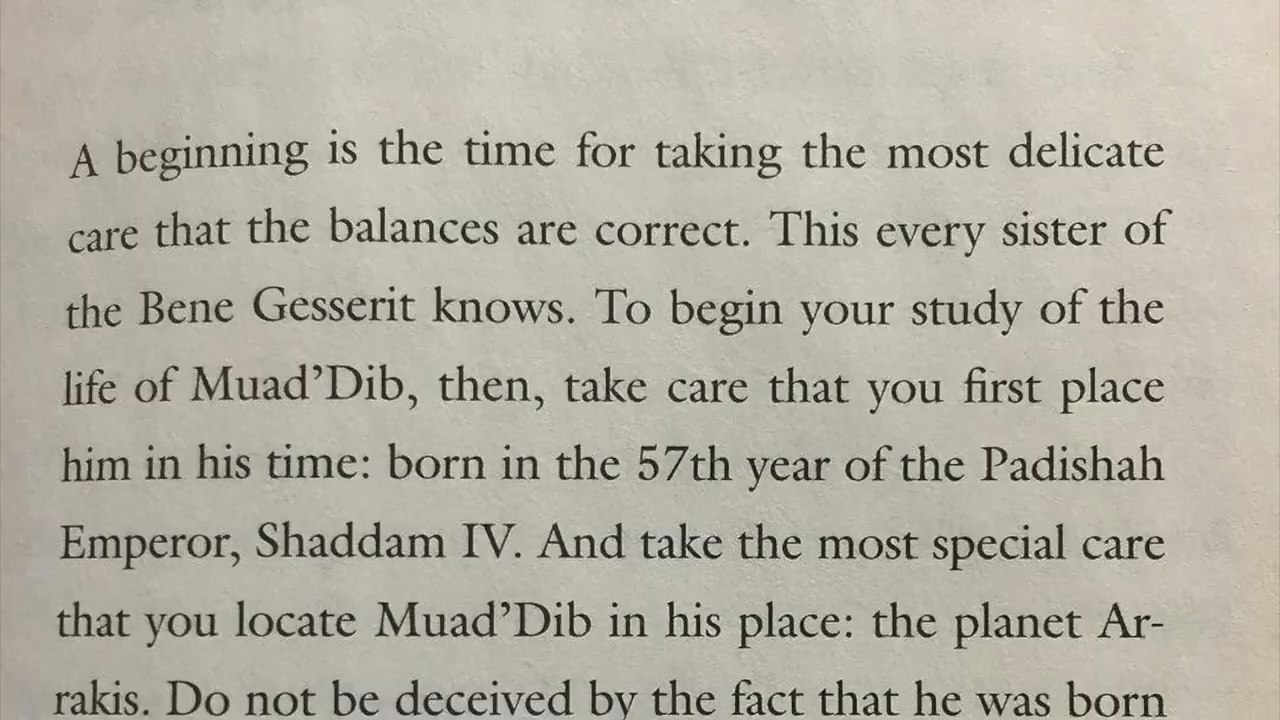 A beginning is the time for taking the most delicate
care that the balances are correct. This every sister of
the Bene Gesserit knows. To begin your study of the
life of Muad’Dib, then, take care that you first place
him in his time: born in the 57th year of the Padishah
Emperor, Shaddam IV. And take the most special care
that you locate Muad’Dib in his place: the planet Ar-
rakis. Do not be deceived by the fact that he was born